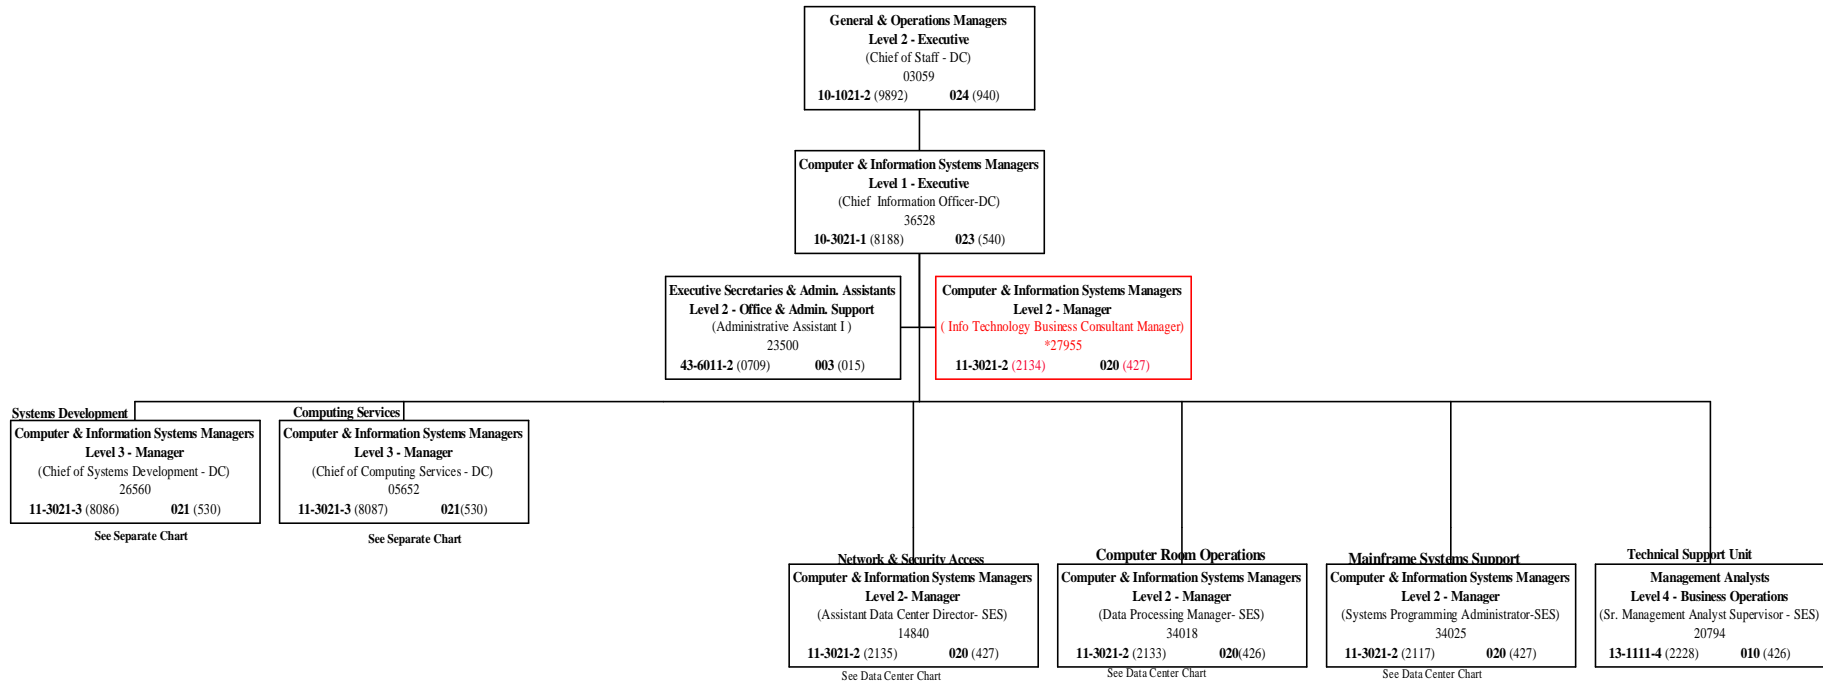 General & Operations Managers
Level 2 - Executive
(Chief of Staff - DC)
03059
10-1021-2 (9892) 024 (940)
Computer & Information Systems Managers
Level 1 - Executive
(Chief Information Officer-DC)
36528
10-3021-1 (8188) 023 (540)
Executive Secretaries & Admin. Assistants
Level 2 - Office & Admin. Support
(Administrative Assistant I )
23500
43-6011-2 (0709) 003 (015)
Computer & Information Systems Managers
Level 2 - Manager
( Info Technology Business Consultant Manager)
*27955
11-3021-2 (2134) 020 (427)
Systems Development
Computer & Information Systems Managers
Level 3 - Manager
(Chief of Systems Development - DC)
26560
11-3021-3 (8086) 021 (530)
See Separate Chart
Computing Services
Computer & Information Systems Managers
Level 3 - Manager
(Chief of Computing Services - DC)
05652
11-3021-3 (8087) 021(530)
See Separate Chart
Network & Security Access
Computer & Information Systems Managers
Level 2- Manager
(Assistant Data Center Director- SES)
14840
11-3021-2 (2135) 020 (427)
See Data Center Chart
Computer Room Operations
Computer & Information Systems Managers
Level 2 - Manager
(Data Processing Manager- SES)
34018
11-3021-2 (2133) 020(426)
See Data Center Chart
Mainframe Systems Support
Computer & Information Systems Managers
Level 2 - Manager
(Systems Programming Administrator-SES)
34025
11-3021-2 (2117) 020 (427)
See Data Center Chart
Technical Support Unit
Management Analysts
Level 4 - Business Operations
(Sr. Management Analyst Supervisor - SES)
20794
13-1111-4 (2228) 010 (426)